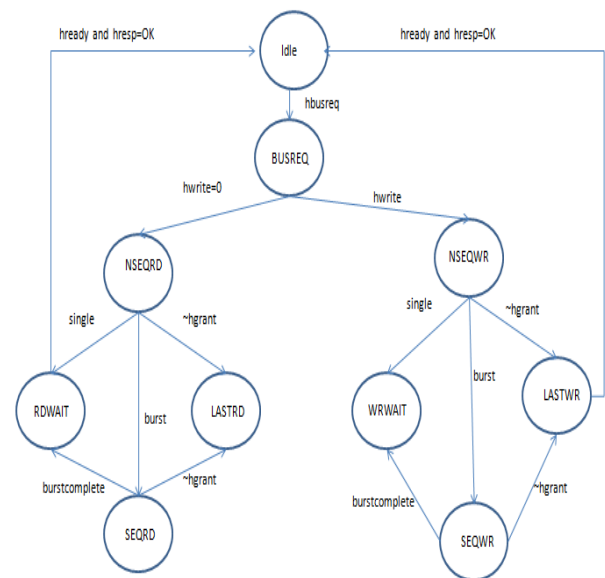 hready and hresp=OK
hready and hresp=OK
Idle
hbusreq
BUSREQ
hwrite=0
hwrite
NSEQRD
NSEQWR
single
~hgrant
single
~hgrant
burst
burst
RDWAIT
LASTRD
WRWAIT
LASTWR
burstcomplete
~hgrant
burstcomplete
~hgrant
SEQRD
SEQWR